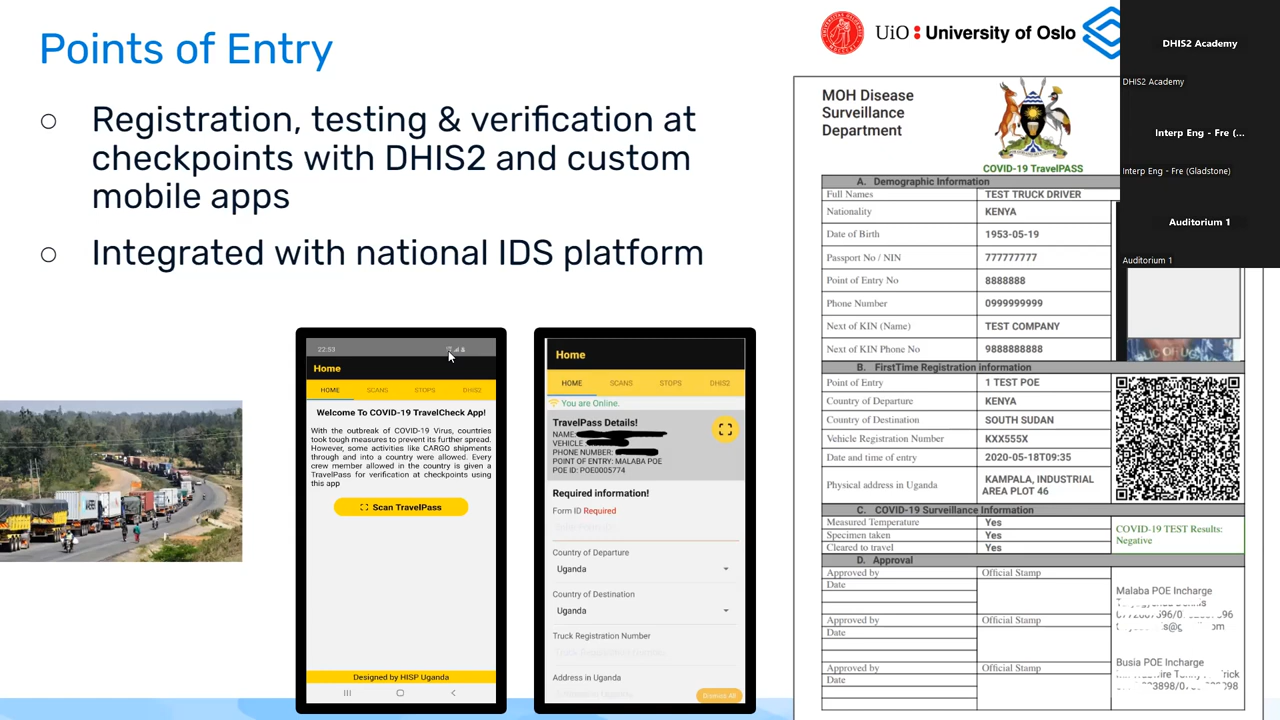 Points of Entry
UiO : University of Oslo
○ Registration, testing & verification at
checkpoints with DHIS2 and custom
mobile apps
○ Integrated with national IDS platform
22:53
Home
HOME SCANS STOPS DHIS2
Welcome To COVID-19 TravelCheck App!
With the outbreak of COVID-19 Virus, countries
took tough measures to prevent its further spread.
However, some activities like CARGO shipments
through and into a country were allowed. Every
crew member allowed in the country is given a
TravelPass for verification at checkpoints using
this app
Scan TravelPass
Designed by HISP Uganda
Home
HOME SCANS STOPS DHIS2
You are Online.
TravelPass Details!
NAME:
VEHICLE:
PHONE NUMBER:
POINT OF ENTRY: MALABA POE
POE ID: POE0005774
Required information!
Form ID Required
Country of Departure
Uganda
Country of Destination
Uganda
Truck Registration Number
Address in Uganda
MOH Disease
Surveillance
Department
COVID-19 TravelPASS
A. Demographic Information
Full Names TEST TRUCK DRIVER
Nationality KENYA
Date of Birth 1953-05-19
Passport No / NIN 777777777
Point of Entry No 8888888
Phone Number 0999999999
Next of KIN (Name) TEST COMPANY
Next of KIN Phone No 9888888888
B. FirstTime Registration information
Point of Entry 1 TEST POE
Country of Departure KENYA
Country of Destination SOUTH SUDAN
Vehicle Registration Number KXX555X
Date and time of entry 2020-05-18T09:35
Physical address in Uganda KAMPALA, INDUSTRIAL
AREA PLOT 46
C. COVID-19 Surveillance Information
Measured Temperature Yes
Specimen taken Yes
Cleared to travel Yes
COVID-19 TEST Results:
Negative
D. Approval
Approved by Official Stamp
Date
Approved by Official Stamp
Date
Approved by Official Stamp
Date
Malaba POE Incharge
Busia POE Incharge
DHIS2 Academy
DHIS2 Academy
Interp Eng - Fre (...
Interp Eng - Fre (Gladstone)
Auditorium 1
Auditorium 1